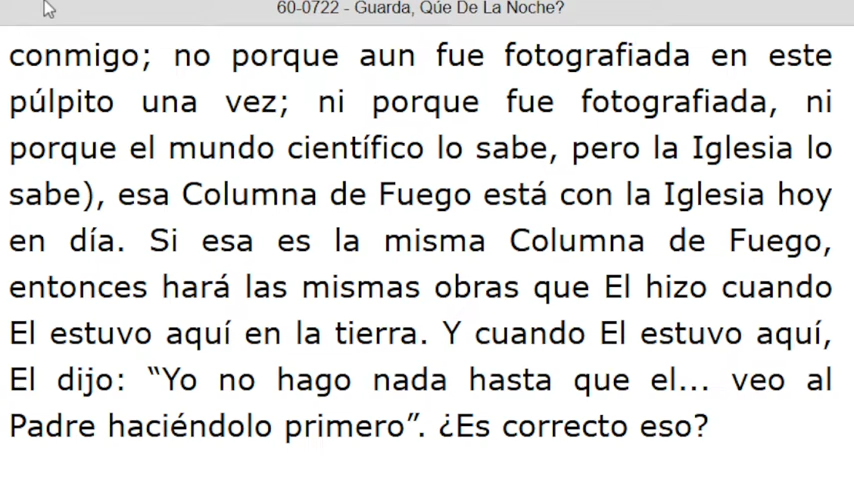 60-0722 - Guarda, Qúe De La Noche?
conmigo; no porque aun fue fotografiada en este
púlpito una vez; ni porque fue fotografiada, ni
porque el mundo científico lo sabe, pero la Iglesia lo
sabe), esa Columna de Fuego está con la Iglesia hoy
en día. Si esa es la misma Columna de Fuego,
entonces hará las mismas obras que El hizo cuando
El estuvo aquí en la tierra. Y cuando El estuvo aquí,
El dijo: “Yo no hago nada hasta que el... veo al
Padre haciéndolo primero”. ¿Es correcto eso?